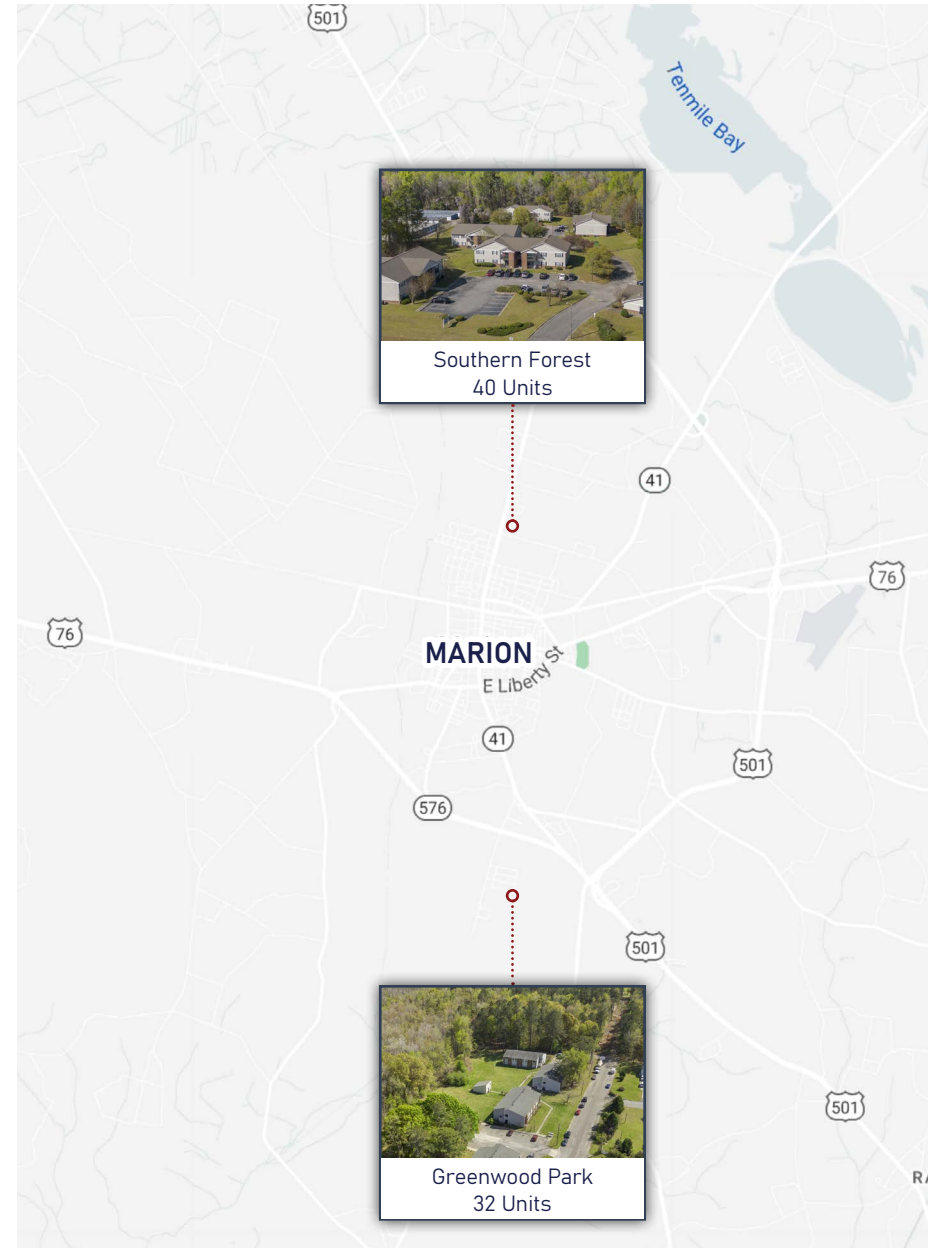 501
Tenmile Bay
Southern Forest
40 Units
41
76
76
MARION
E Liberty St
41
501
576
501
501
Greenwood Park
32 Units